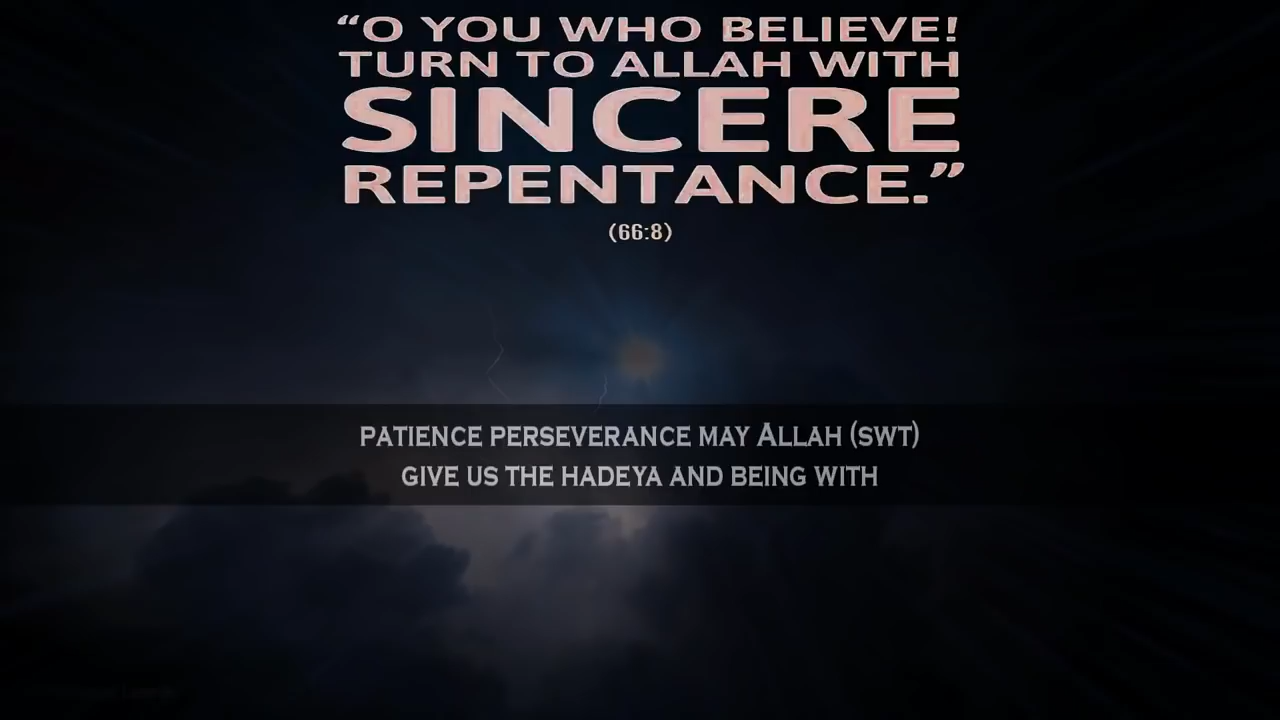 “O YOU WHO BELIEVE!
TURN TO ALLAH WITH
SINCERE
REPENTANCE.”
(66:8)
PATIENCE PERSEVERANCE MAY ALLAH (SWT)
GIVE US THE HADEYA AND BEING WITH